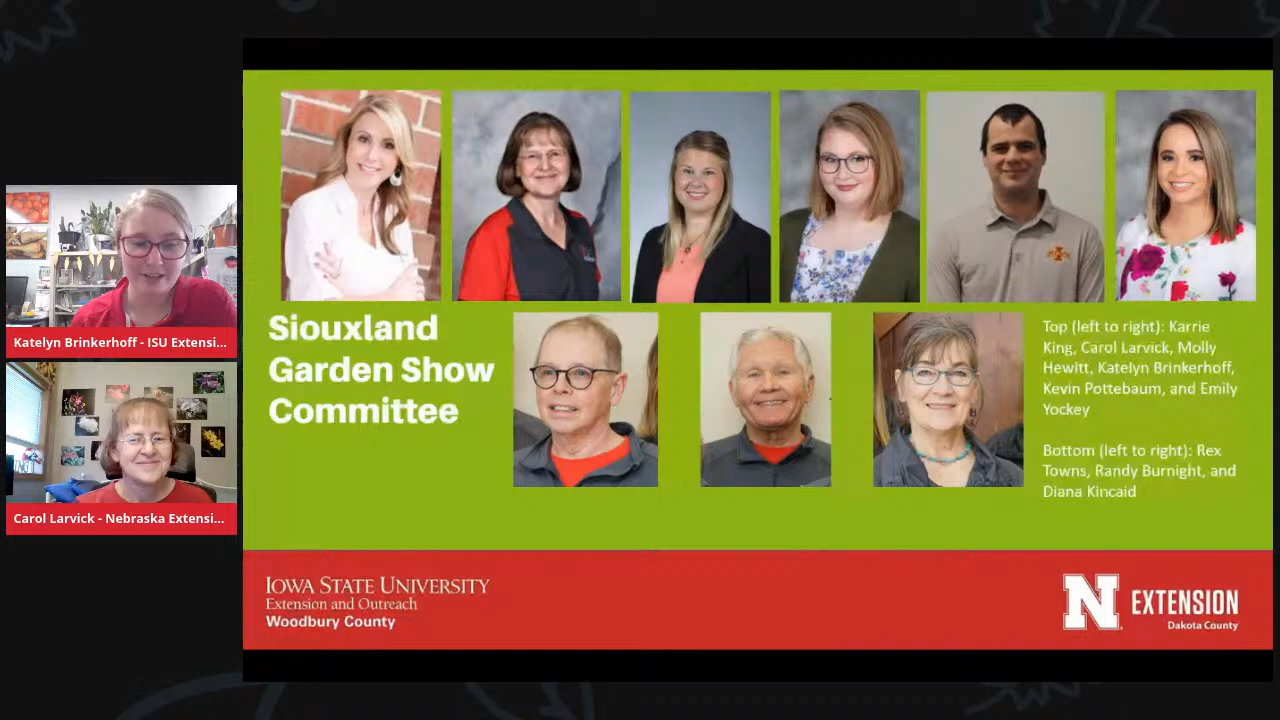 Katelyn Brinkerhoff - ISU Extensi...
Carol Larvick - Nebraska Extensi...
Siouxland
Garden Show
Committee
Top (left to right): Karrie
King, Carol Larvick, Molly
Hewitt, Katelyn Brinkerhoff,
Kevin Pottebaum, and Emily
Yockey
Bottom (left to right): Rex
Towns, Randy Burnight, and
Diana Kincaid
IOWA STATE UNIVERSITY
Extension and Outreach
Woodbury County
N EXTENSION
Dakota County